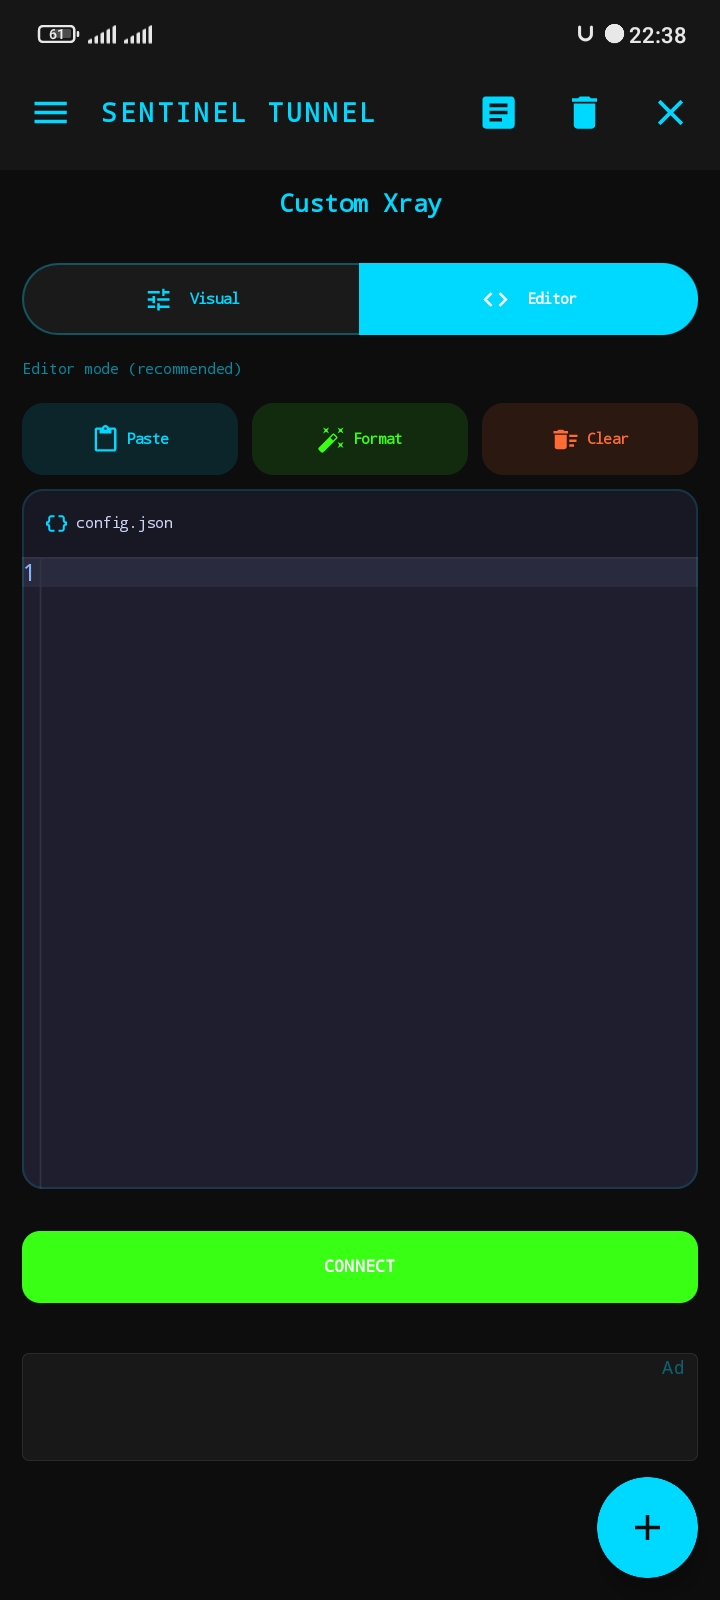 61
22:38
SENTINEL TUNNEL
Custom Xray
Visual
Editor
Editor mode (recommended)
Paste
Format
Clear
config.json
1
CONNECT
Ad